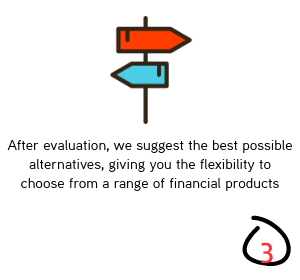 After evaluation, we suggest the best possible
alternatives, giving you the flexibility to
choose from a range of financial products
3